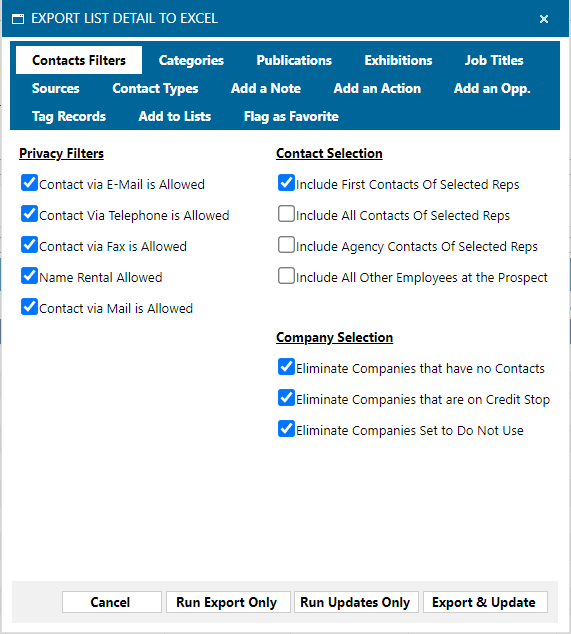 EXPORT LIST DETAIL TO EXCEL
Contacts Filters Categories Publications Exhibitions Job Titles
Sources Contact Types Add a Note Add an Action Add an Opp.
Tag Records Add to Lists Flag as Favorite
Privacy Filters
Contact via E-Mail is Allowed
Contact Via Telephone is Allowed
Contact via Fax is Allowed
Name Rental Allowed
Contact via Mail is Allowed
Contact Selection
Include First Contacts Of Selected Reps
Include All Contacts Of Selected Reps
Include Agency Contacts Of Selected Reps
Include All Other Employees at the Prospect
Company Selection
Eliminate Companies that have no Contacts
Eliminate Companies that are on Credit Stop
Eliminate Companies Set to Do Not Use
Cancel Run Export Only Run Updates Only Export & Update